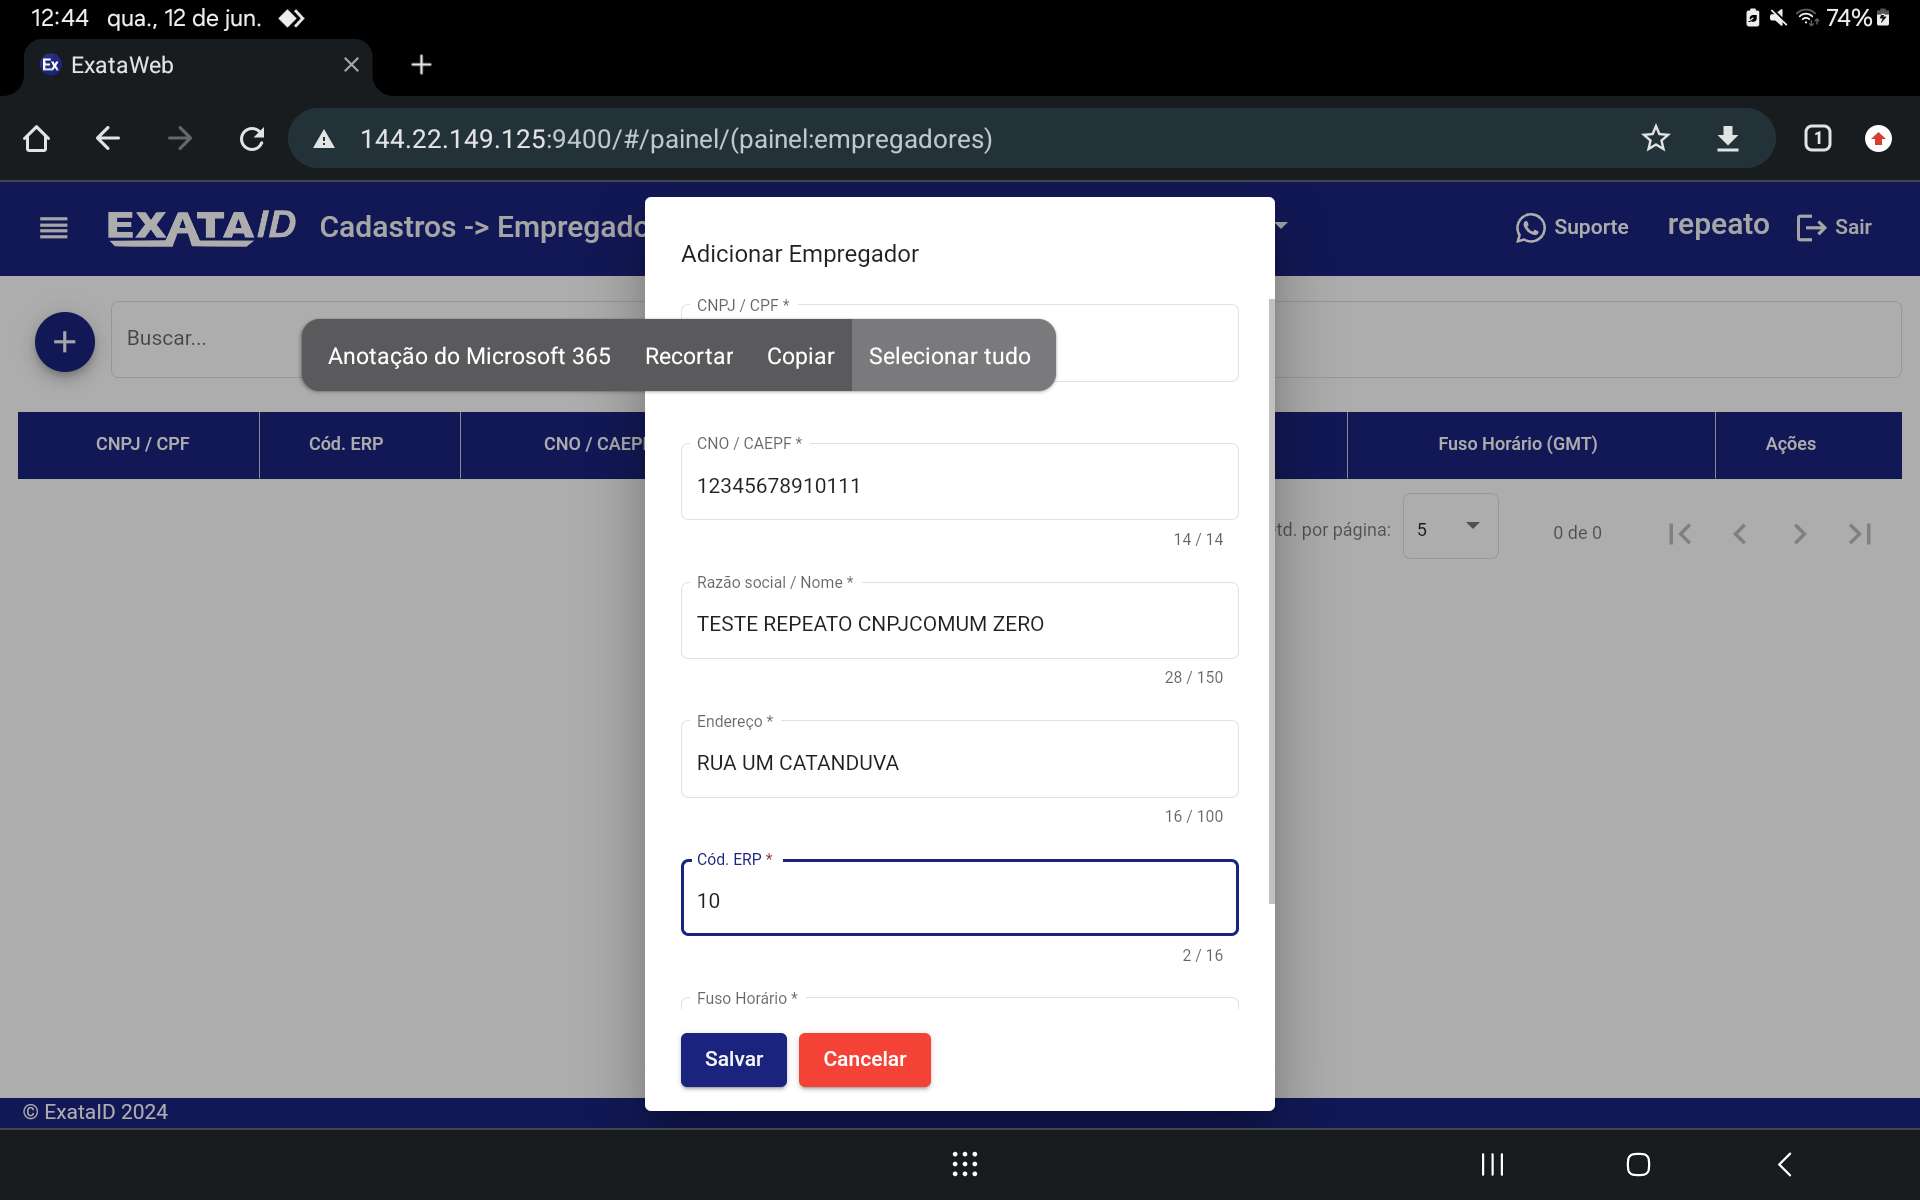 12:44 qua., 12 de jun. 74%
Ex ExataWeb
144.22.149.125:9400/#/painel/(painel:empregadores) 1
EXATAID Cadastros -> Empregado Suporte repeato Sair
Adicionar Empregador
CNPJ / CPF *
Buscar...
Anotação do Microsoft 365 Recortar Copiar Selecionar tudo
CNPJ / CPF Cód. ERP CNO / CAEP Fuso Horário (GMT) Ações
CNO / CAEPF *
12345678910111
14 / 14
td. por página: 5 0 de 0
Razão social / Nome *
TESTE REPEATO CNPJCOMUM ZERO
28 / 150
Endereço *
RUA UM CATANDUVA
16 / 100
Cód. ERP *
10
2 / 16
Fuso Horário *
Salvar Cancelar
© ExataID 2024